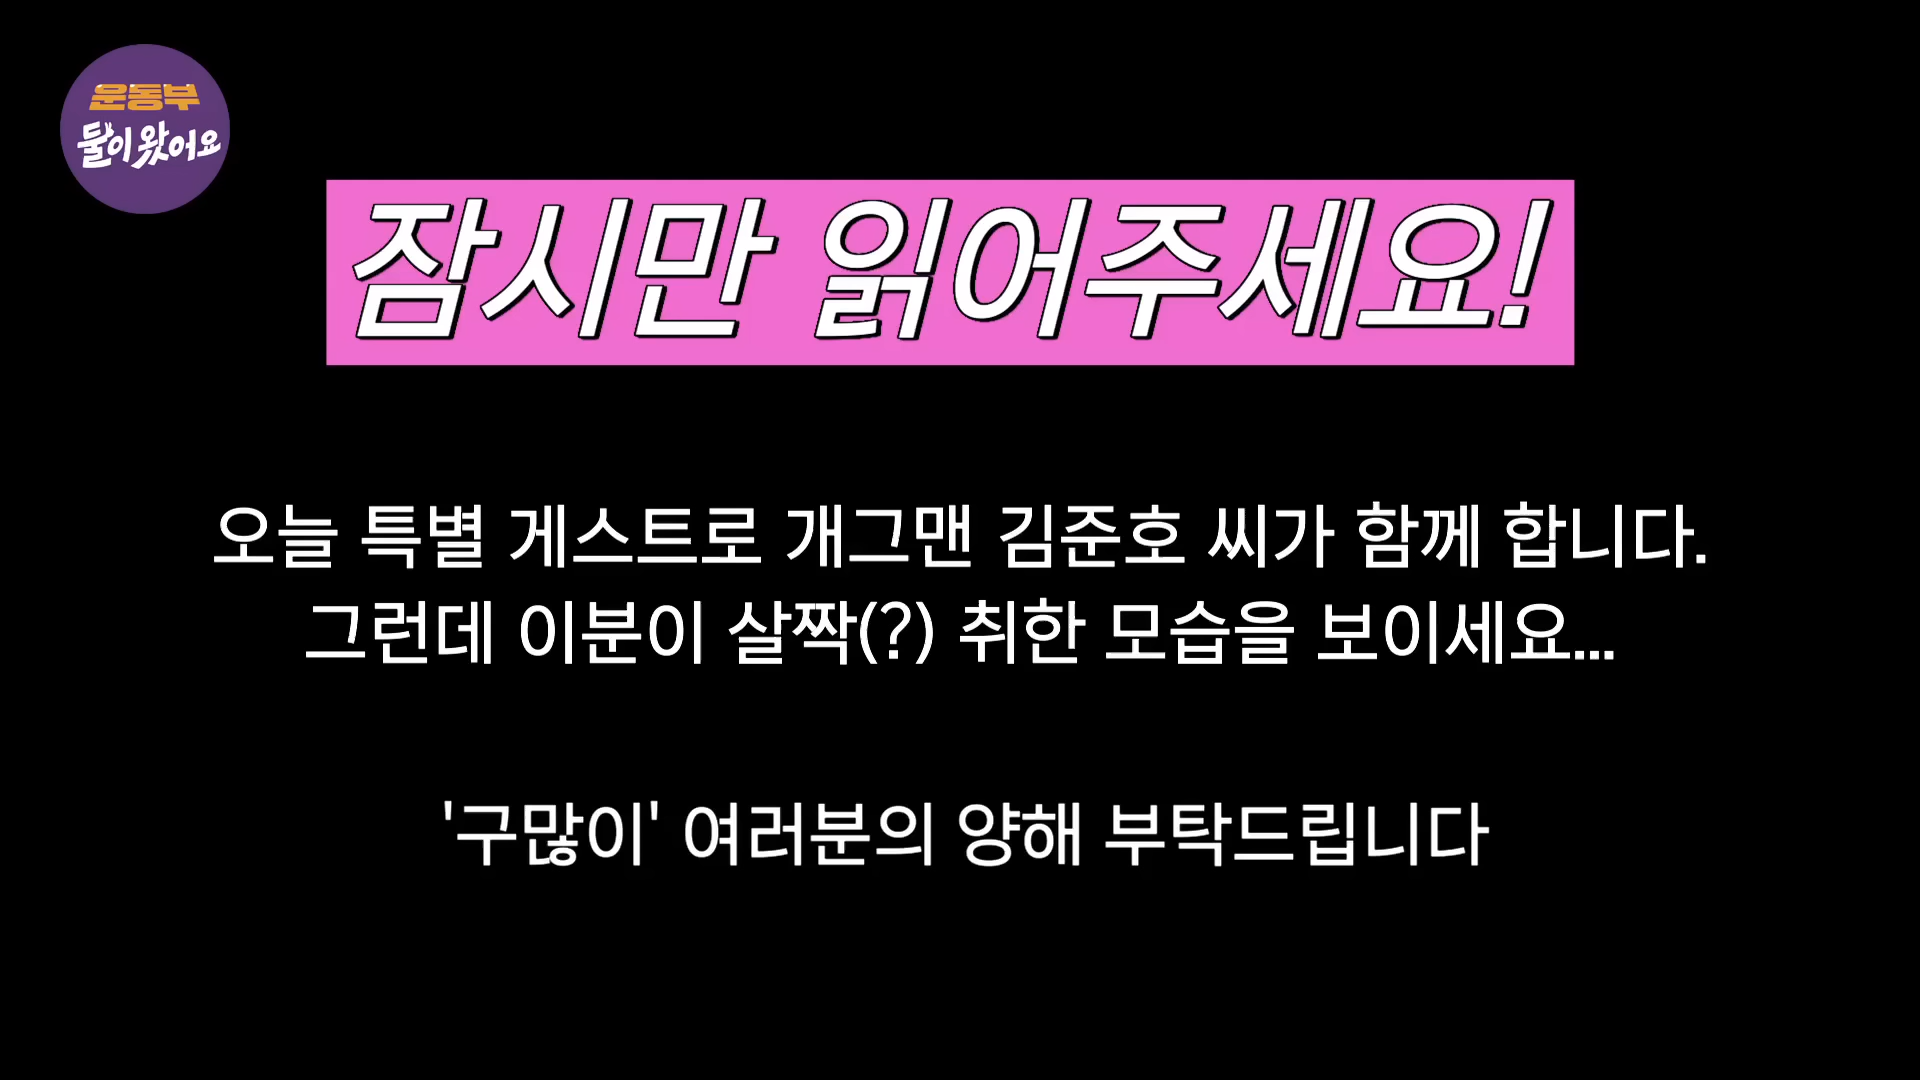 운동부
둘이 왔어요
잠시만 읽어주세요!
오늘 특별 게스트로 개그맨 김준호 씨가 함께 합니다.
그런데 이분이 살짝(?) 취한 모습을 보이세요...
'구많이' 여러분의 양해 부탁드립니다